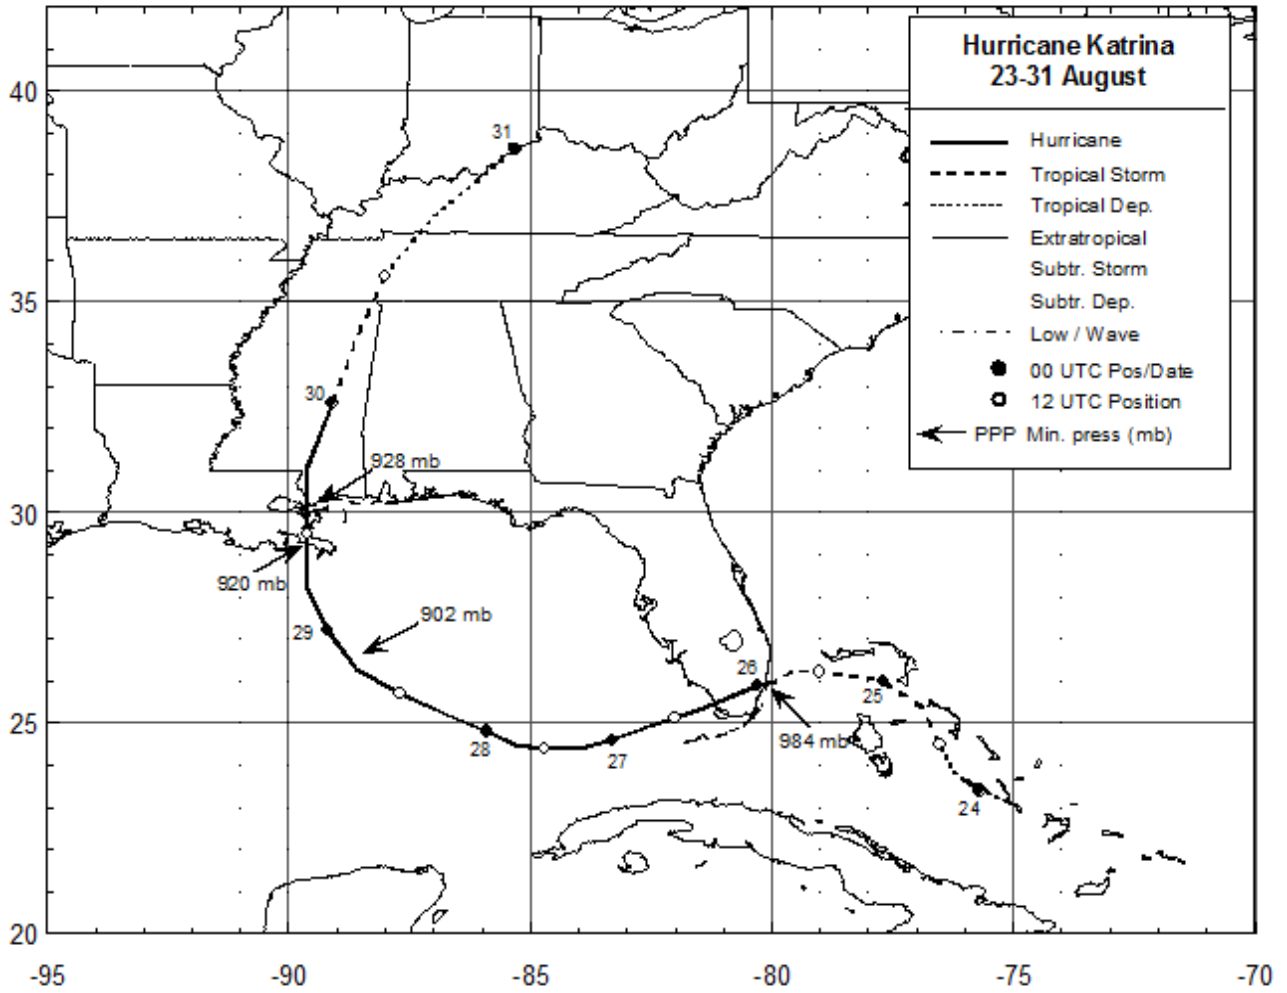 Hurricane Katrina
23-31 August
Hurricane
Tropical Storm
Tropical Dep.
Extratropical
Subtr. Storm
Subtr. Dep.
Low / Wave
00 UTC Pos/Date
12 UTC Position
PPP Min. press (mb)
40
31
35
30
928 mb
30
920 mb
902 mb
29
26
25
25
28
27
984 mb
24
20
-95
-90
-85
-80
-75
-70